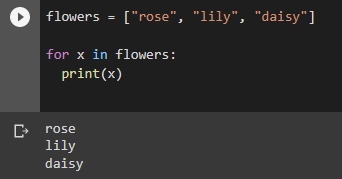 flowers = ["rose", "lily", "daisy"]
for x in flowers:
  print(x)
rose
lily
daisy